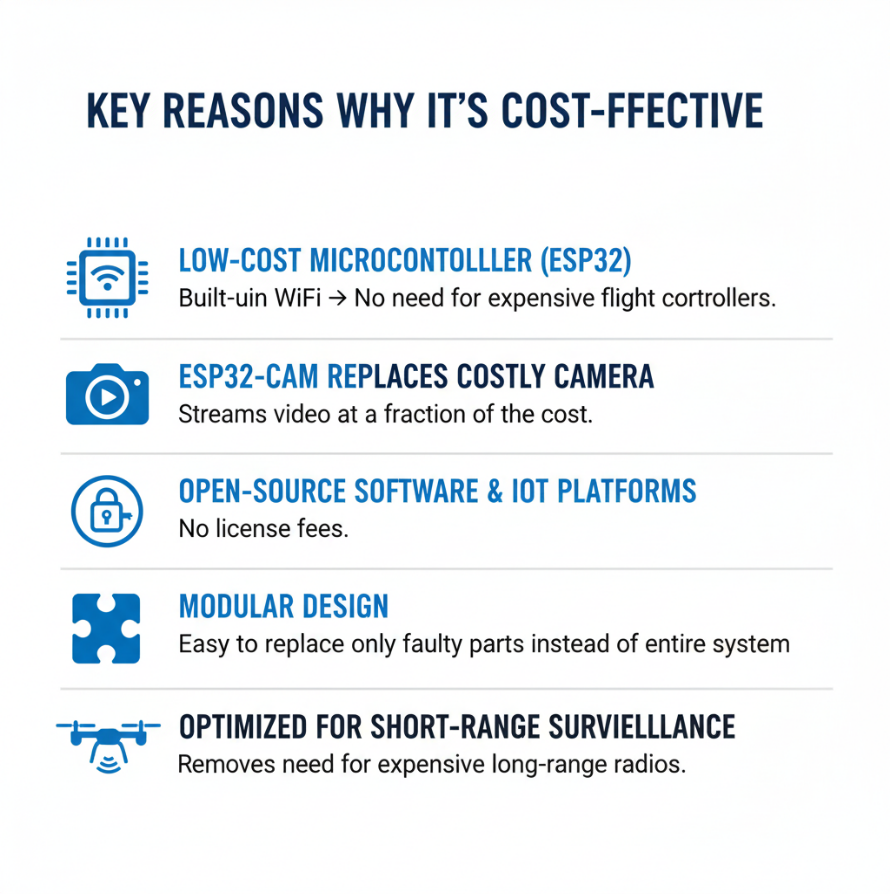 KEY REASONS WHY IT'S COST-FFECTIVE
LOW-COST MICROCONTOLLLER (ESP32)
Built-uin WiFi → No need for expensive flight cortrollers.
ESP32-CAM REPLACES COSTLY CAMERA
Streams video at a fraction of the cost.
OPEN-SOURCE SOFTWARE & IOT PLATFORMS
No license fees.
MODULAR DESIGN
Easy to replace only faulty parts instead of entire system
OPTIMIZED FOR SHORT-RANGE SURVIELLLANCE
Removes need for expensive long-range radios.